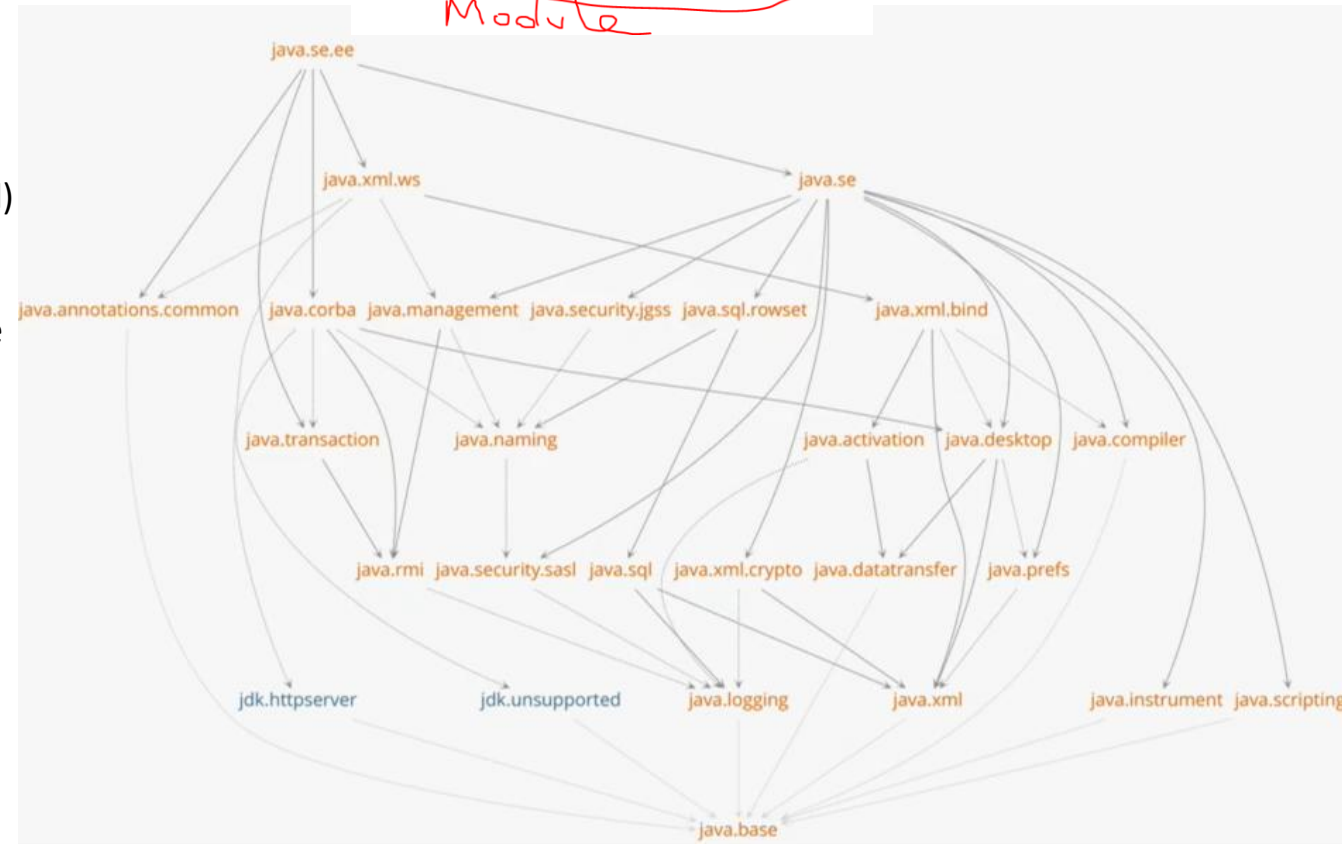 Module
java.se.ee
)
java.xml.ws java.se
java.annotations.common java.corba java.management java.security.jgss java.sql.rowset java.xml.bind
e
java.transaction java.naming java.activation java.desktop java.compiler
java.rmi java.security.sasl java.sql java.xml.crypto java.datatransfer java.prefs
jdk.httpserver jdk.unsupported java.logging java.xml java.instrument java.scripting
java.base